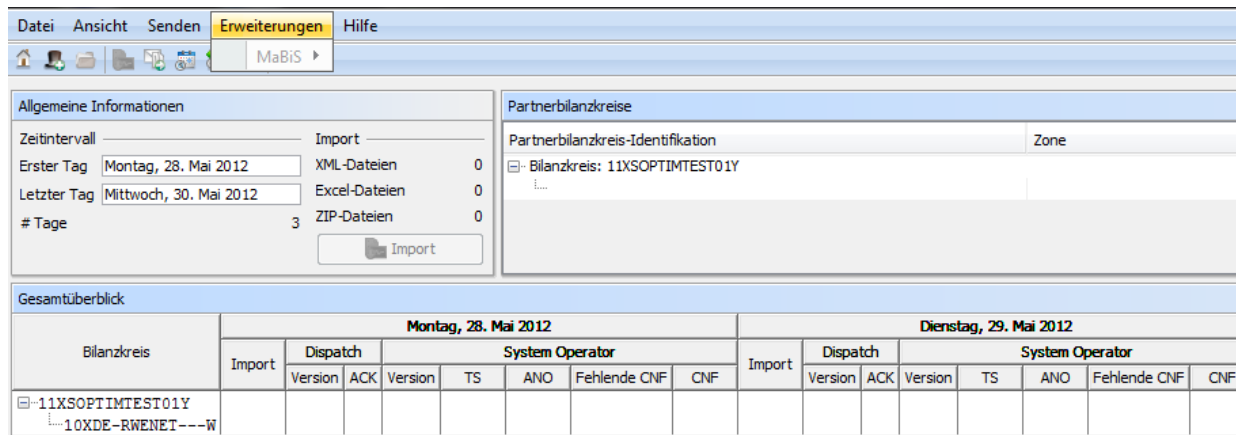 Datei Ansicht Senden Erweiterungen Hilfe
MaBiS
Allgemeine Informationen
Zeitintervall
Erster Tag Montag, 28. Mai 2012
Letzter Tag Mittwoch, 30. Mai 2012
# Tage 3
Import
XML-Dateien 0
Excel-Dateien 0
ZIP-Dateien 0
Import
Partnerbilanzkreise
Partnerbilanzkreis-Identifikation Zone
Bilanzkreis: 11XSOPTIMTEST01Y
Gesamtüberblick
Bilanzkreis Montag, 28. Mai 2012 Dienstag, 29. Mai 2012
Import Dispatch System Operator Import Dispatch System Operator
Version ACK Version TS ANO Fehlende CNF CNF Version ACK Version TS ANO Fehlende CNF CNF
11XSOPTIMTEST01Y
10XDE-RWENET---W